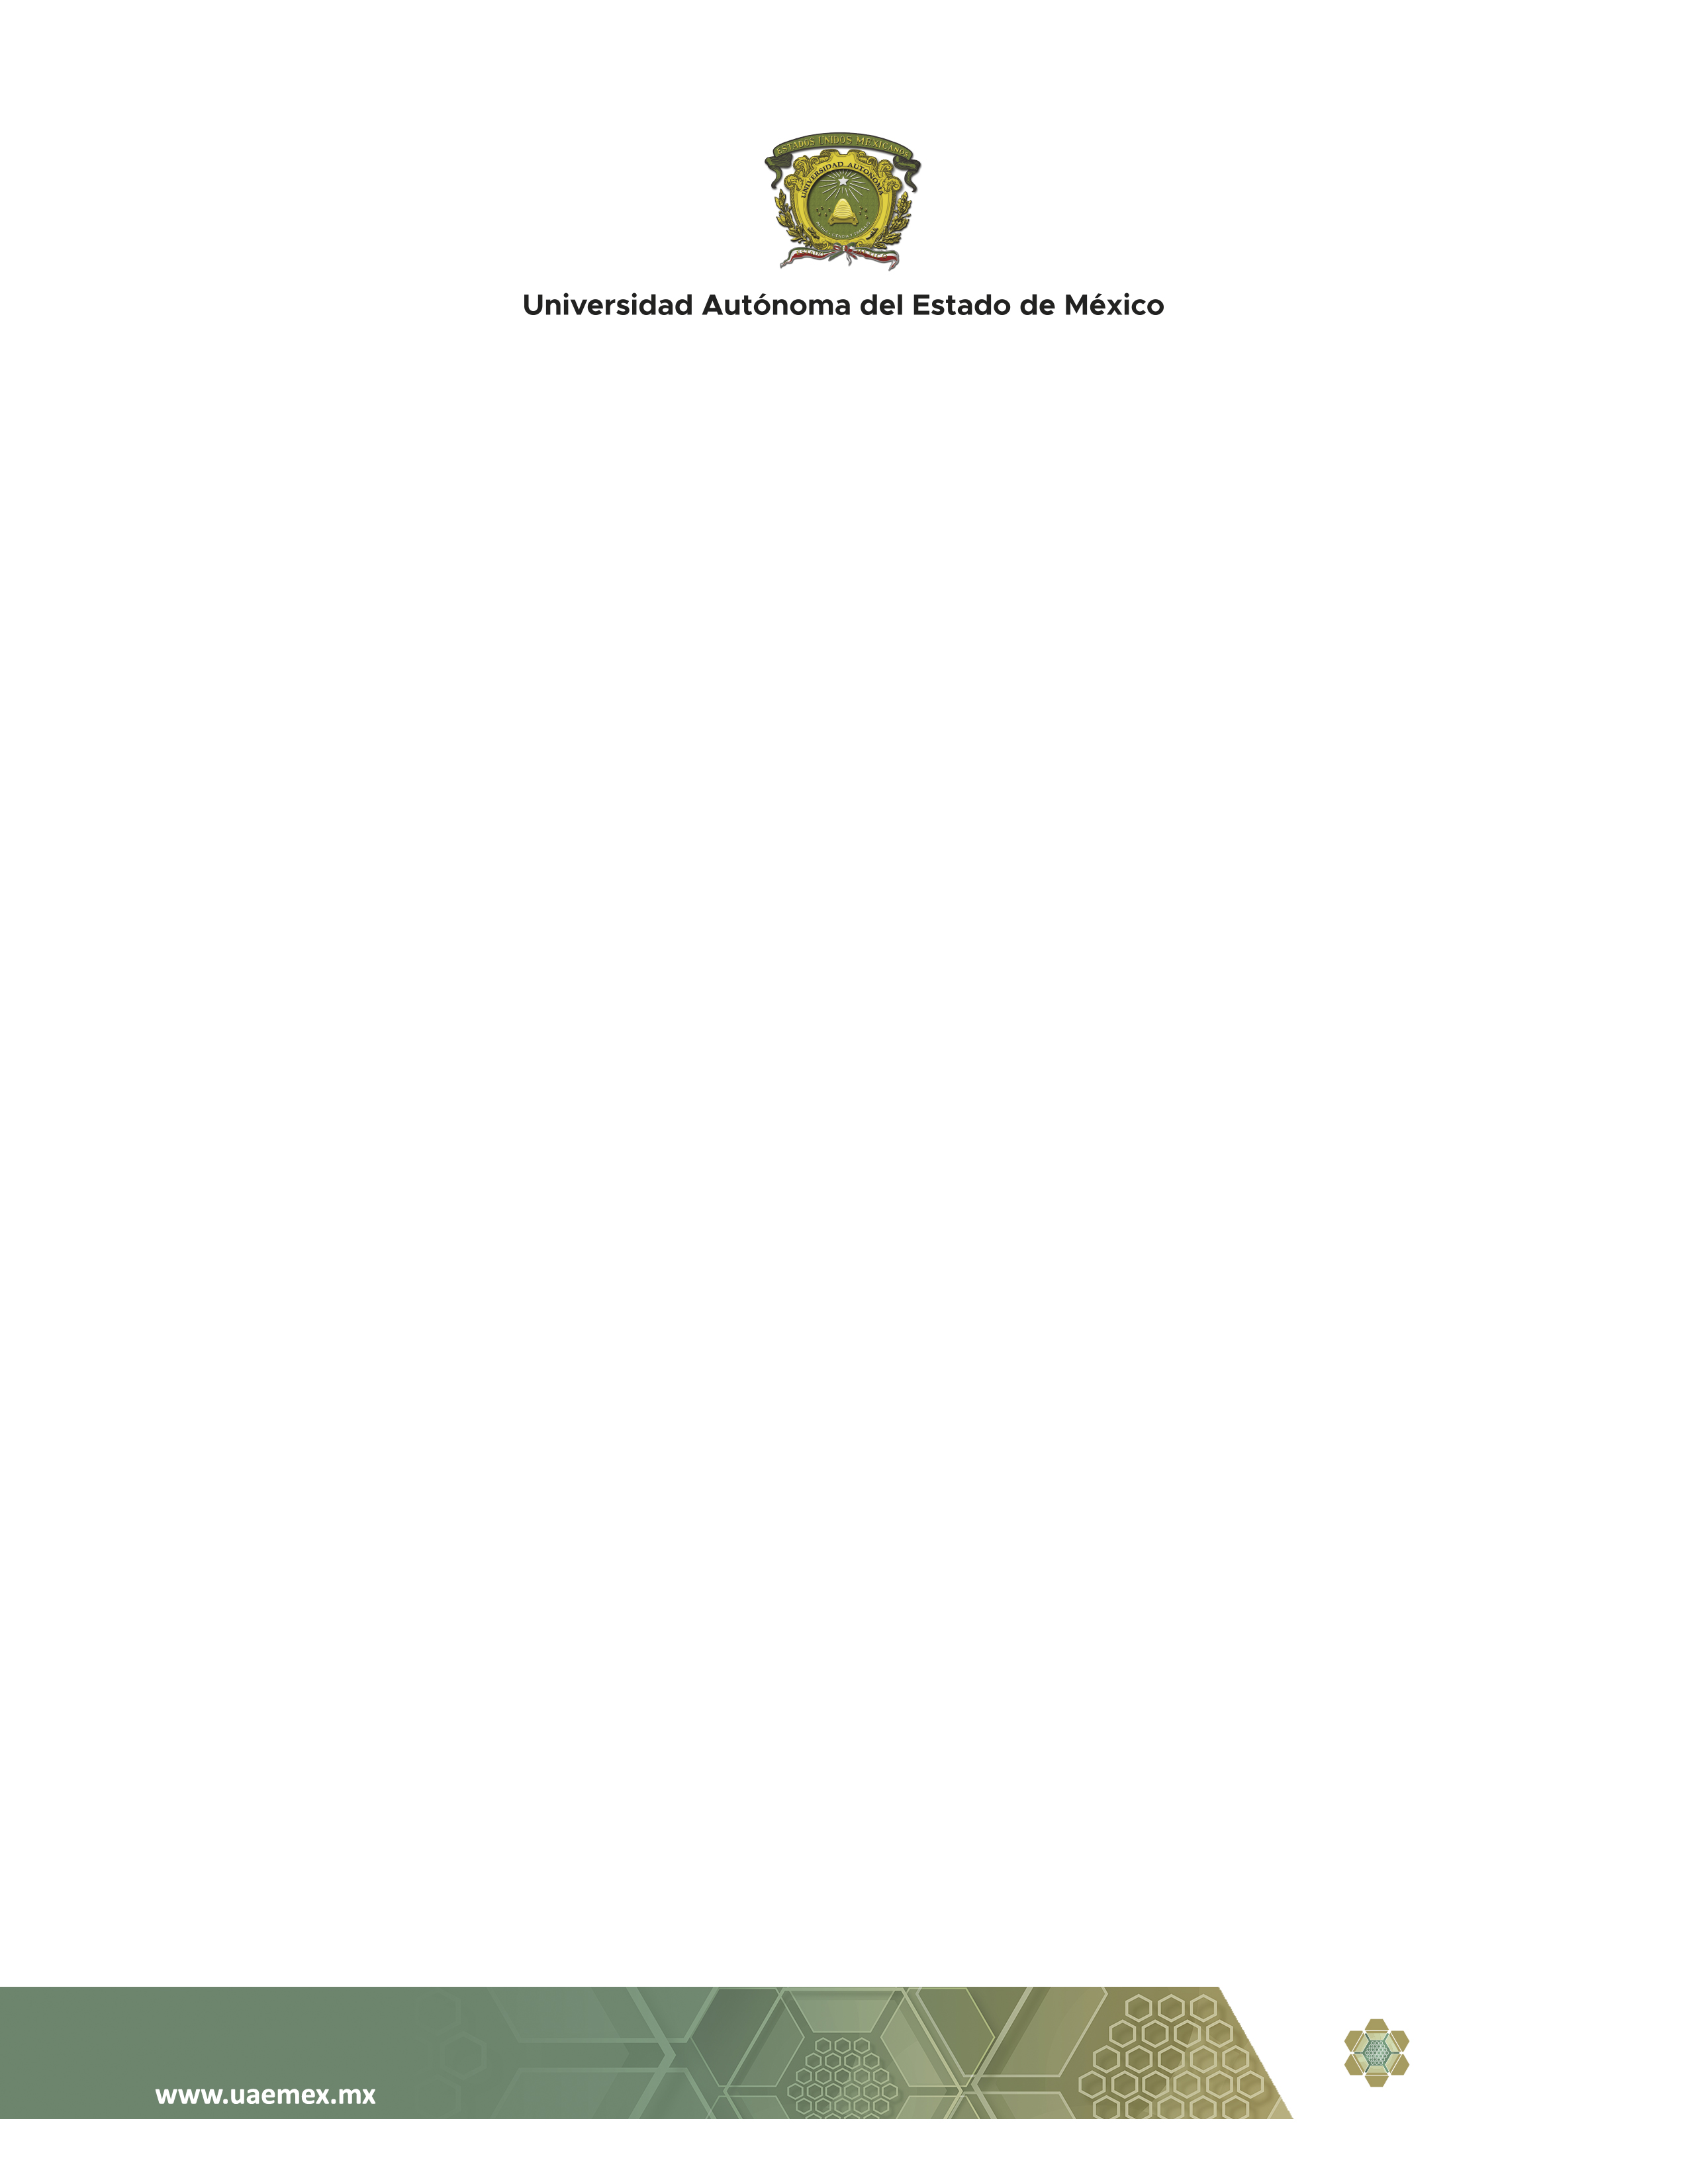 ESTADOS UNIDOS MEXICANOS
UNIVERSIDAD AUTÓNOMA
Universidad Autónoma del Estado de México
www.uaemex.mx